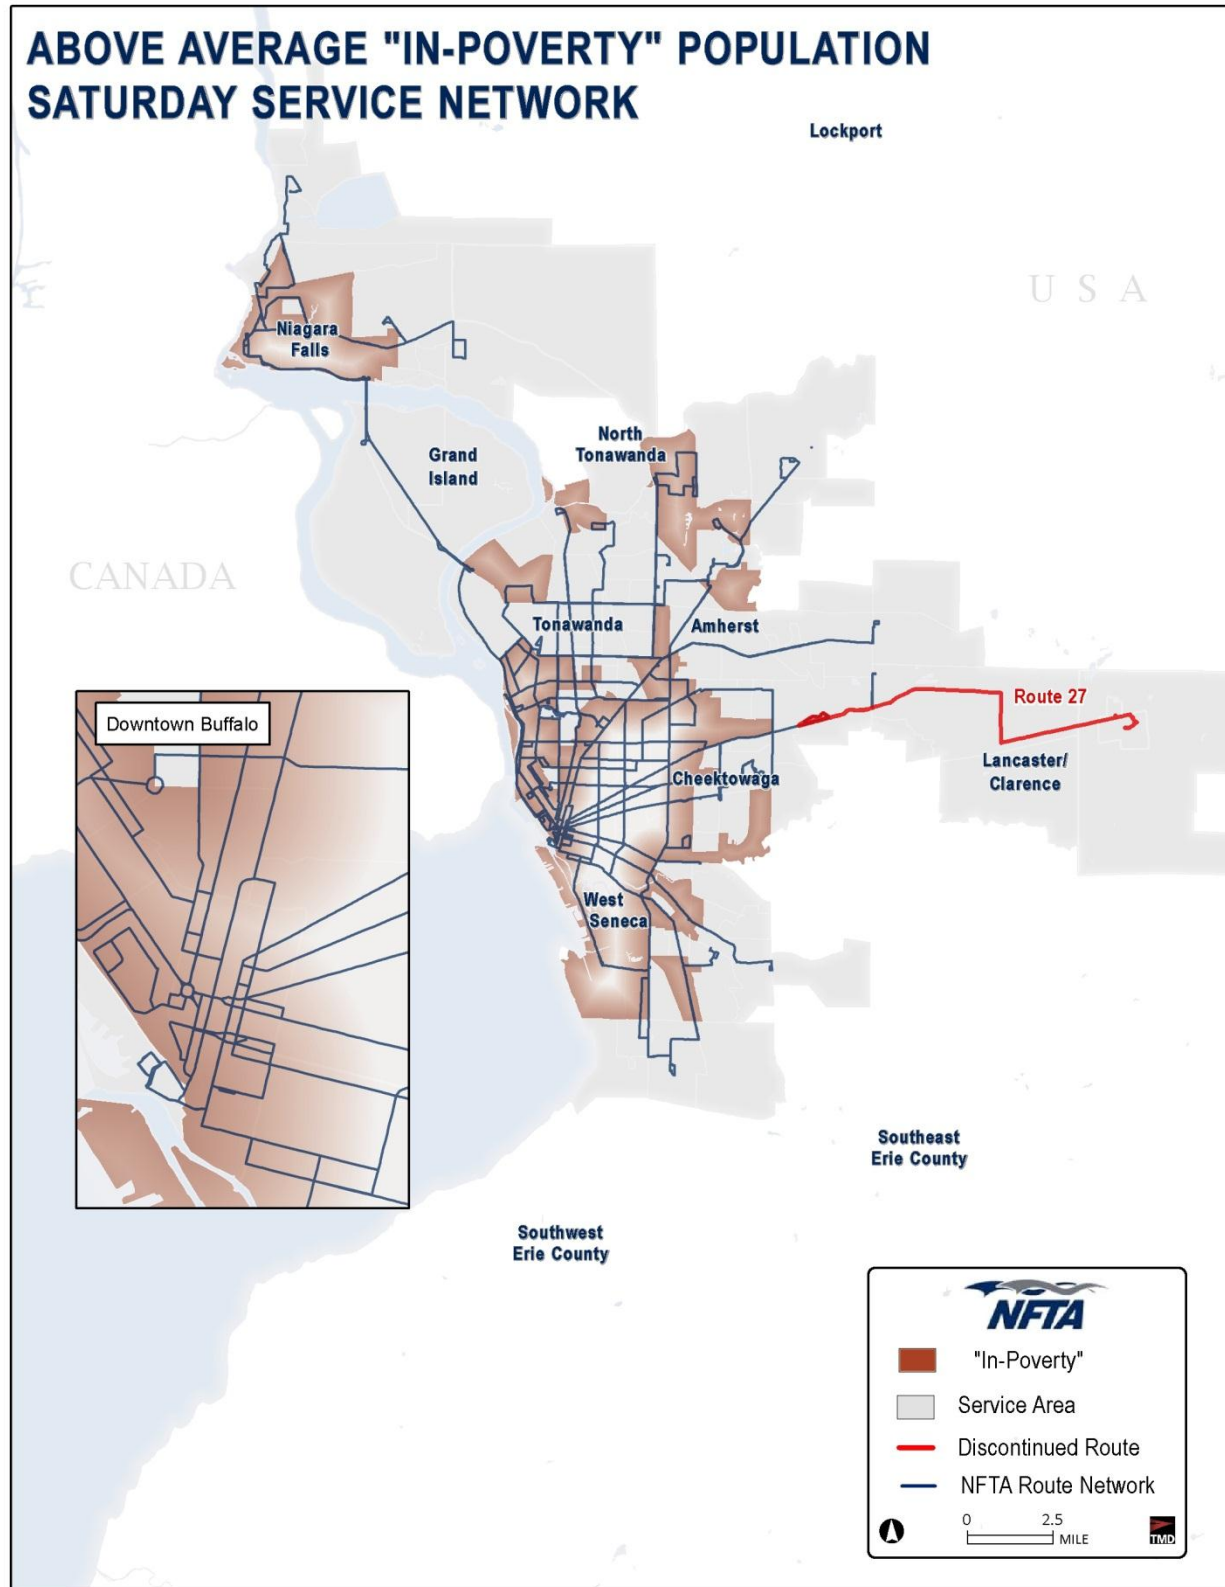 ABOVE AVERAGE "IN-POVERTY" POPULATION
SATURDAY SERVICE NETWORK
Lockport
U S A
Niagara
Falls
North
Tonawanda
Grand
Island
CANADA
Tonawanda
Amherst
Route 27
Downtown Buffalo
Lancaster/
Clarence
Cheektowaga
West
Seneca
Southeast
Erie County
Southwest
Erie County
NFTA
"In-Poverty"
Service Area
Discontinued Route
NFTA Route Network
0 2.5
MILE
TMD